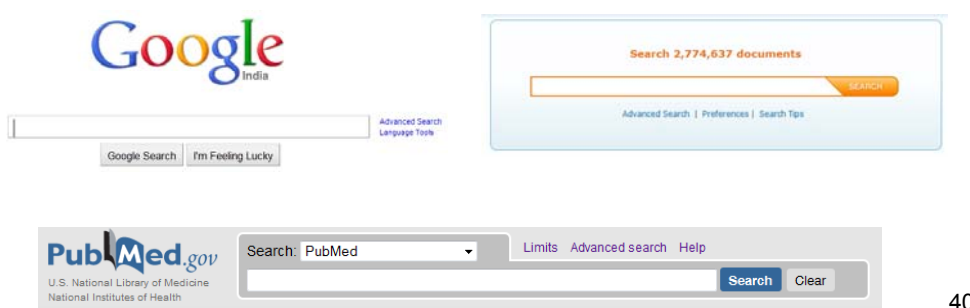 Google
India
Advanced Search
Language Tools
Google Search I'm Feeling Lucky
Search 2,774,637 documents
SEARCH
Advanced Search | Preferences | Search Tips
PubMed.gov
U.S. National Library of Medicine
National Institutes of Health
Search: PubMed
Limits Advanced search Help
Search Clear
40